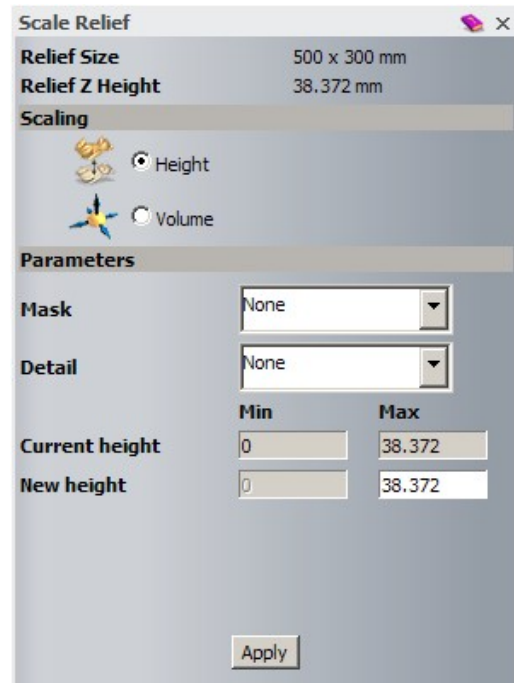 Scale Relief
Relief Size 500 x 300 mm
Relief Z Height 38.372 mm
Scaling
Height
Volume
Parameters
Mask None
Detail None
Min Max
Current height 0 38.372
New height 0 38.372
Apply